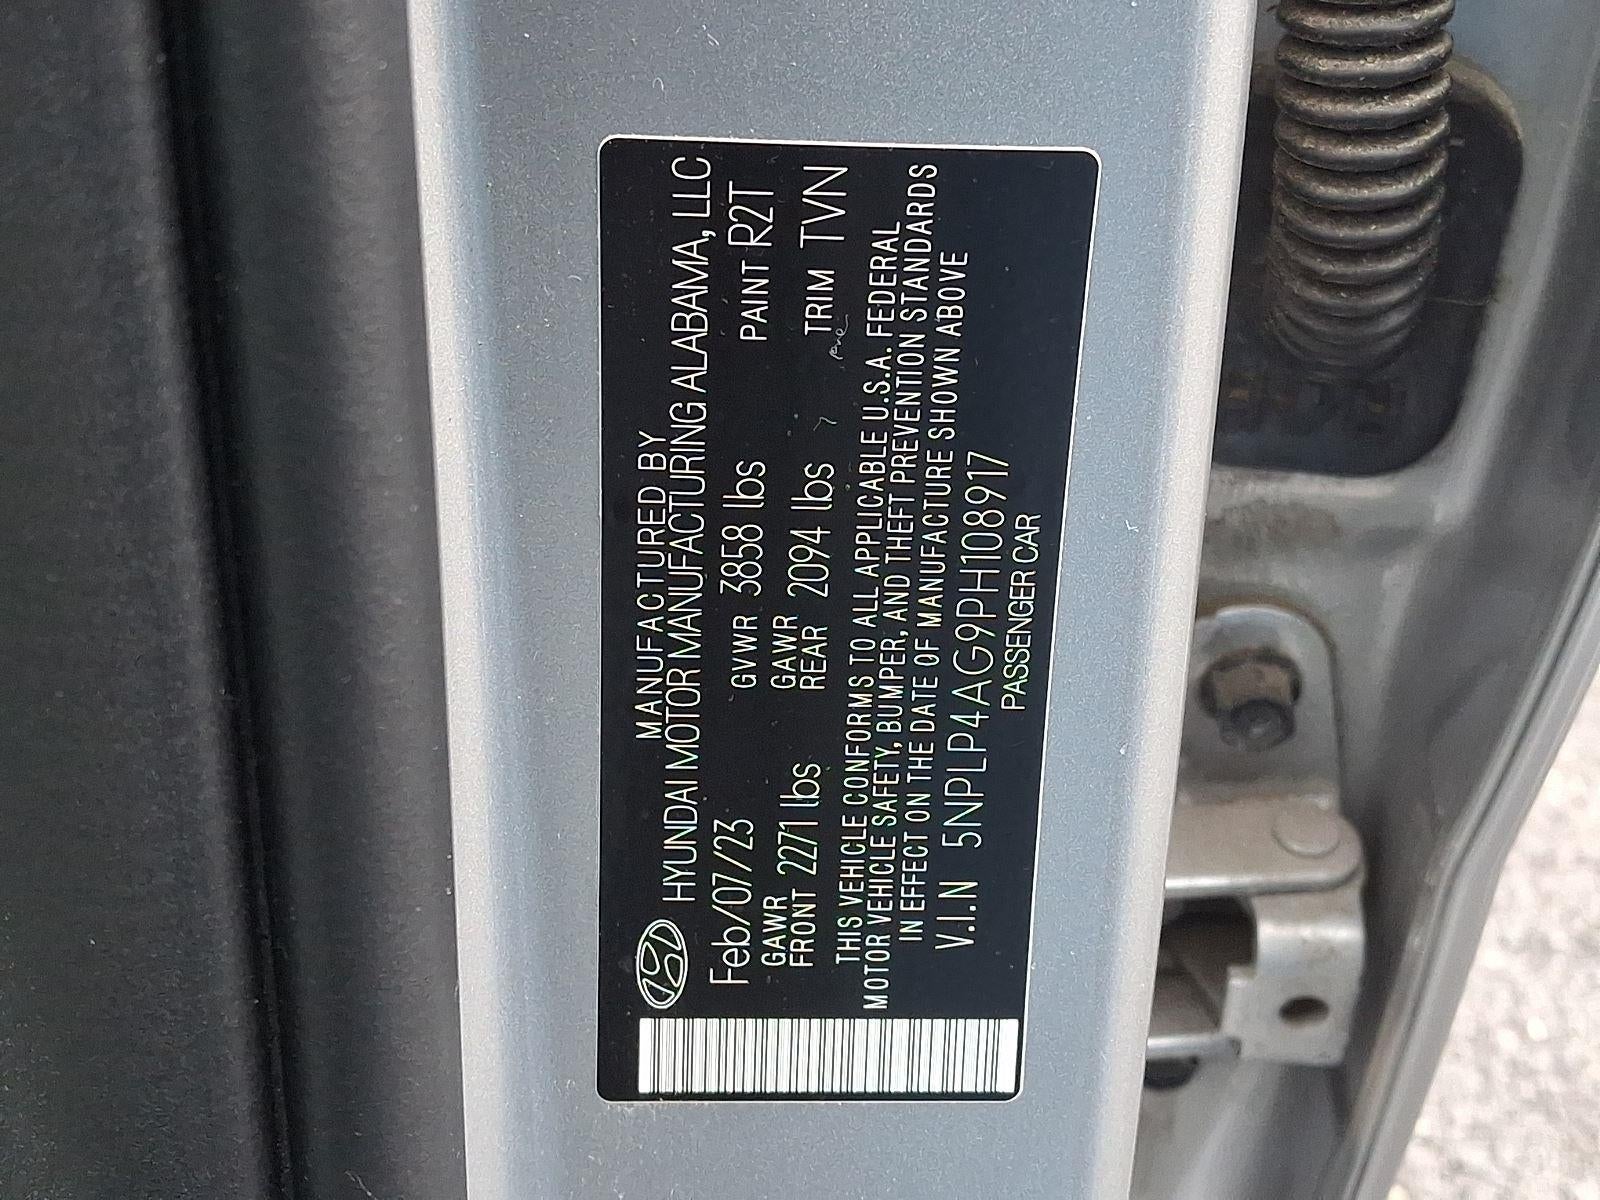 MANUFACTURED BY
HYUNDAI MOTOR MANUFACTURING ALABAMA, LLC
Feb/07/23 GVWR 3858 lbs PAINT R2T
GAWR GAWR
FRONT 2271 lbs REAR 2094 lbs TRIM TVN
THIS VEHICLE CONFORMS TO ALL APPLICABLE U.S.A. FEDERAL
MOTOR VEHICLE SAFETY, BUMPER, AND THEFT PREVENTION STANDARDS
IN EFFECT ON THE DATE OF MANUFACTURE SHOWN ABOVE
V.I.N 5NPLP4AG9PH108917
PASSENGER CAR